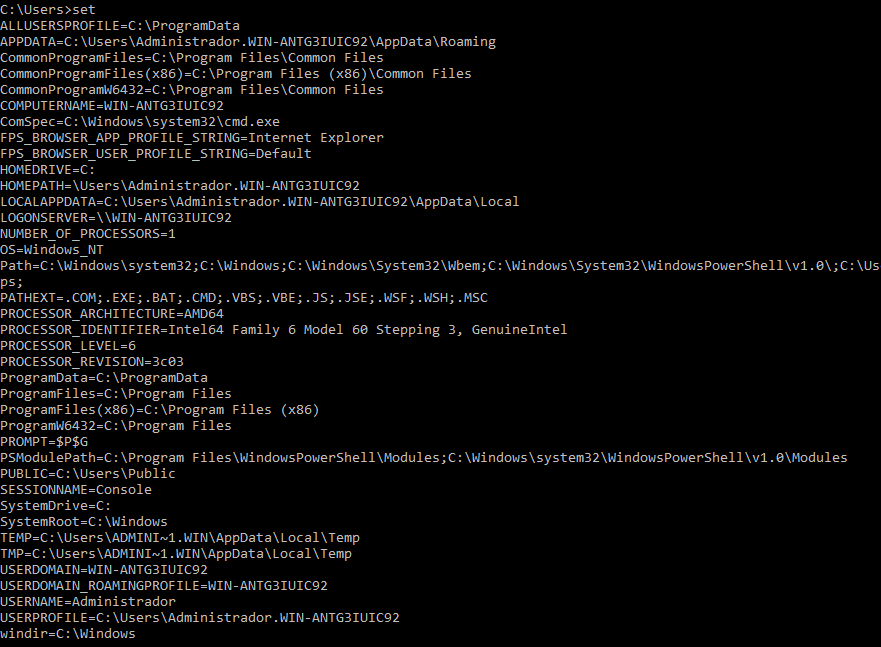 C:\Users>set
ALLUSERSPROFILE=C:\ProgramData
APPDATA=C:\Users\Administrador.WIN-ANTG3IUIC92\AppData\Roaming
CommonProgramFiles=C:\Program Files\Common Files
CommonProgramFiles(x86)=C:\Program Files (x86)\Common Files
CommonProgramW6432=C:\Program Files\Common Files
COMPUTERNAME=WIN-ANTG3IUIC92
ComSpec=C:\Windows\system32\cmd.exe
FPS_BROWSER_APP_PROFILE_STRING=Internet Explorer
FPS_BROWSER_USER_PROFILE_STRING=Default
HOMEDRIVE=C:
HOMEPATH=\Users\Administrador.WIN-ANTG3IUIC92
LOCALAPPDATA=C:\Users\Administrador.WIN-ANTG3IUIC92\AppData\Local
LOGONSERVER=\\WIN-ANTG3IUIC92
NUMBER_OF_PROCESSORS=1
OS=Windows_NT
Path=C:\Windows\system32;C:\Windows;C:\Windows\System32\Wbem;C:\Windows\System32\WindowsPowerShell\v1.0\;C:\Us
ps;
PATHEXT=.COM;.EXE;.BAT;.CMD;.VBS;.VBE;.JS;.JSE;.WSF;.WSH;.MSC
PROCESSOR_ARCHITECTURE=AMD64
PROCESSOR_IDENTIFIER=Intel64 Family 6 Model 60 Stepping 3, GenuineIntel
PROCESSOR_LEVEL=6
PROCESSOR_REVISION=3c03
ProgramData=C:\ProgramData
ProgramFiles=C:\Program Files
ProgramFiles(x86)=C:\Program Files (x86)
ProgramW6432=C:\Program Files
PROMPT=$P$G
PSModulePath=C:\Program Files\WindowsPowerShell\Modules;C:\Windows\system32\WindowsPowerShell\v1.0\Modules
PUBLIC=C:\Users\Public
SESSIONNAME=Console
SystemDrive=C:
SystemRoot=C:\Windows
TEMP=C:\Users\ADMINI~1.WIN\AppData\Local\Temp
TMP=C:\Users\ADMINI~1.WIN\AppData\Local\Temp
USERDOMAIN=WIN-ANTG3IUIC92
USERDOMAIN_ROAMINGPROFILE=WIN-ANTG3IUIC92
USERNAME=Administrador
USERPROFILE=C:\Users\Administrador.WIN-ANTG3IUIC92
windir=C:\Windows